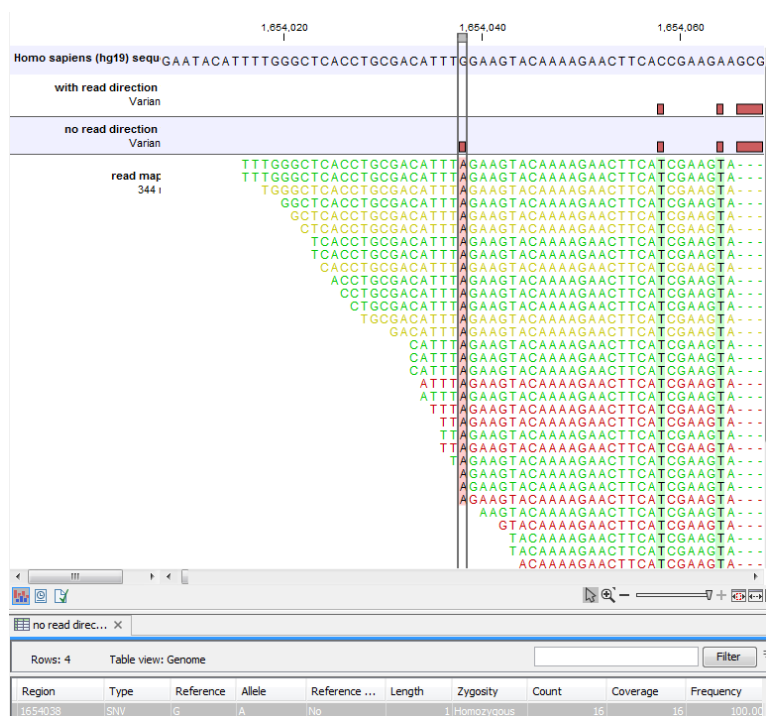 1,654,020 1,654,040 1,654,060
Homo sapiens (hg19) sequ GAATACATTTTGGGCTCACCTGCGACATTTGGAAGTACAAAAGAACTTCACCGAAGAAGCG
with read direction
Varian
no read direction
Varian
read map
344 r
TTTGGGCTCACCTGCGACATTTAGAAGTACAAAAGAACTTCATCGAAGTA---
TTTGGGCTCACCTGCGACATTTAGAAGTACAAAAGAACTTCATCGAAGTA---
TGGGCTCACCTGCGACATTTAGAAGTACAAAAGAACTTCATCGAAGTA---
GGCTCACCTGCGACATTTAGAAGTACAAAAGAACTTCATCGAAGTA---
GCTCACCTGCGACATTTAGAAGTACAAAAGAACTTCATCGAAGTA---
CTCACCTGCGACATTTAGAAGTACAAAAGAACTTCATCGAAGTA---
TCACCTGCGACATTTAGAAGTACAAAAGAACTTCATCGAAGTA---
TCACCTGCGACATTTAGAAGTACAAAAGAACTTCATCGAAGTA---
CACCTGCGACATTTAGAAGTACAAAAGAACTTCATCGAAGTA---
ACCTGCGACATTTAGAAGTACAAAAGAACTTCATCGAAGTA---
CCTGCGACATTTAGAAGTACAAAAGAACTTCATCGAAGTA---
CTGCGACATTTAGAAGTACAAAAGAACTTCATCGAAGTA---
TGCGACATTTAGAAGTACAAAAGAACTTCATCGAAGTA---
GACATTTAGAAGTACAAAAGAACTTCATCGAAGTA---
CATTTAGAAGTACAAAAGAACTTCATCGAAGTA---
CATTTAGAAGTACAAAAGAACTTCATCGAAGTA---
CATTTAGAAGTACAAAAGAACTTCATCGAAGTA---
ATTTAGAAGTACAAAAGAACTTCATCGAAGTA---
ATTTAGAAGTACAAAAGAACTTCATCGAAGTA---
TTTAGAAGTACAAAAGAACTTCATCGAAGTA---
TTAGAAGTACAAAAGAACTTCATCGAAGTA---
TTAGAAGTACAAAAGAACTTCATCGAAGTA---
TTAGAAGTACAAAAGAACTTCATCGAAGTA---
TAGAAGTACAAAAGAACTTCATCGAAGTA---
AGAAGTACAAAAGAACTTCATCGAAGTA---
AGAAGTACAAAAGAACTTCATCGAAGTA---
AGAAGTACAAAAGAACTTCATCGAAGTA---
AAGTACAAAAGAACTTCATCGAAGTA---
GTACAAAAGAACTTCATCGAAGTA---
TACAAAAGAACTTCATCGAAGTA---
TACAAAAGAACTTCATCGAAGTA---
ACAAAAGAACTTCATCGAAGTA---
no read direc...
Rows: 4 Table view: Genome Filter
Region Type Reference Allele Reference ... Length Zygosity Count Coverage Frequency
1654038 SNV G A No 1 Homozygous 16 16 100.00